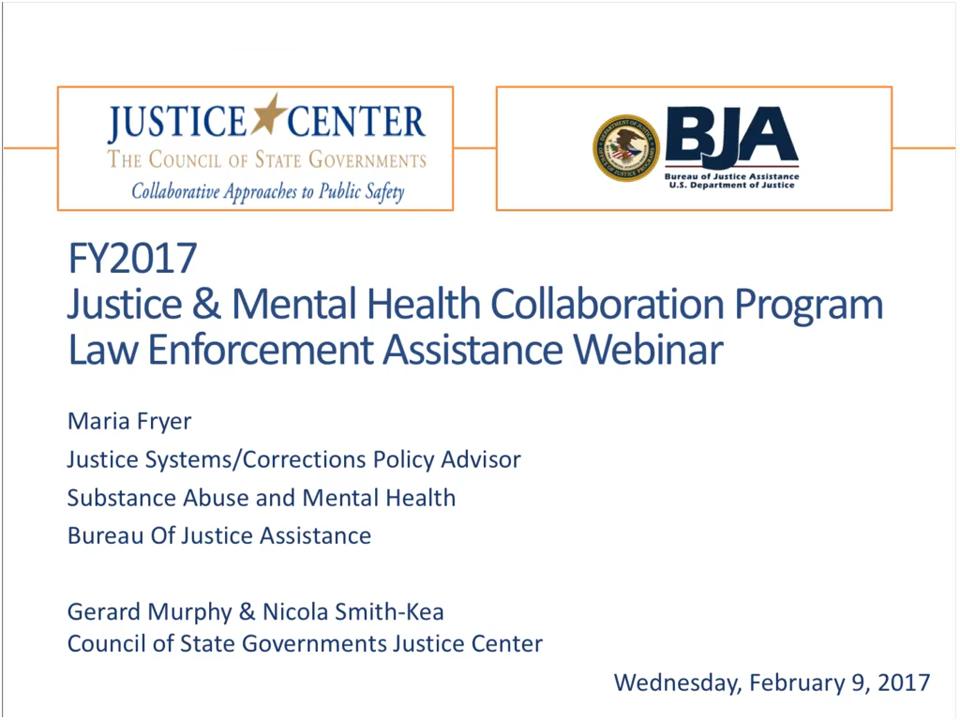 JUSTICE CENTER
THE COUNCIL OF STATE GOVERNMENTS
Collaborative Approaches to Public Safety
BJA
Bureau of Justice Assistance
U.S. Department of Justice
FY2017
Justice & Mental Health Collaboration Program
Law Enforcement Assistance Webinar
Maria Fryer
Justice Systems/Corrections Policy Advisor
Substance Abuse and Mental Health
Bureau Of Justice Assistance
Gerard Murphy & Nicola Smith-Kea
Council of State Governments Justice Center
Wednesday, February 9, 2017